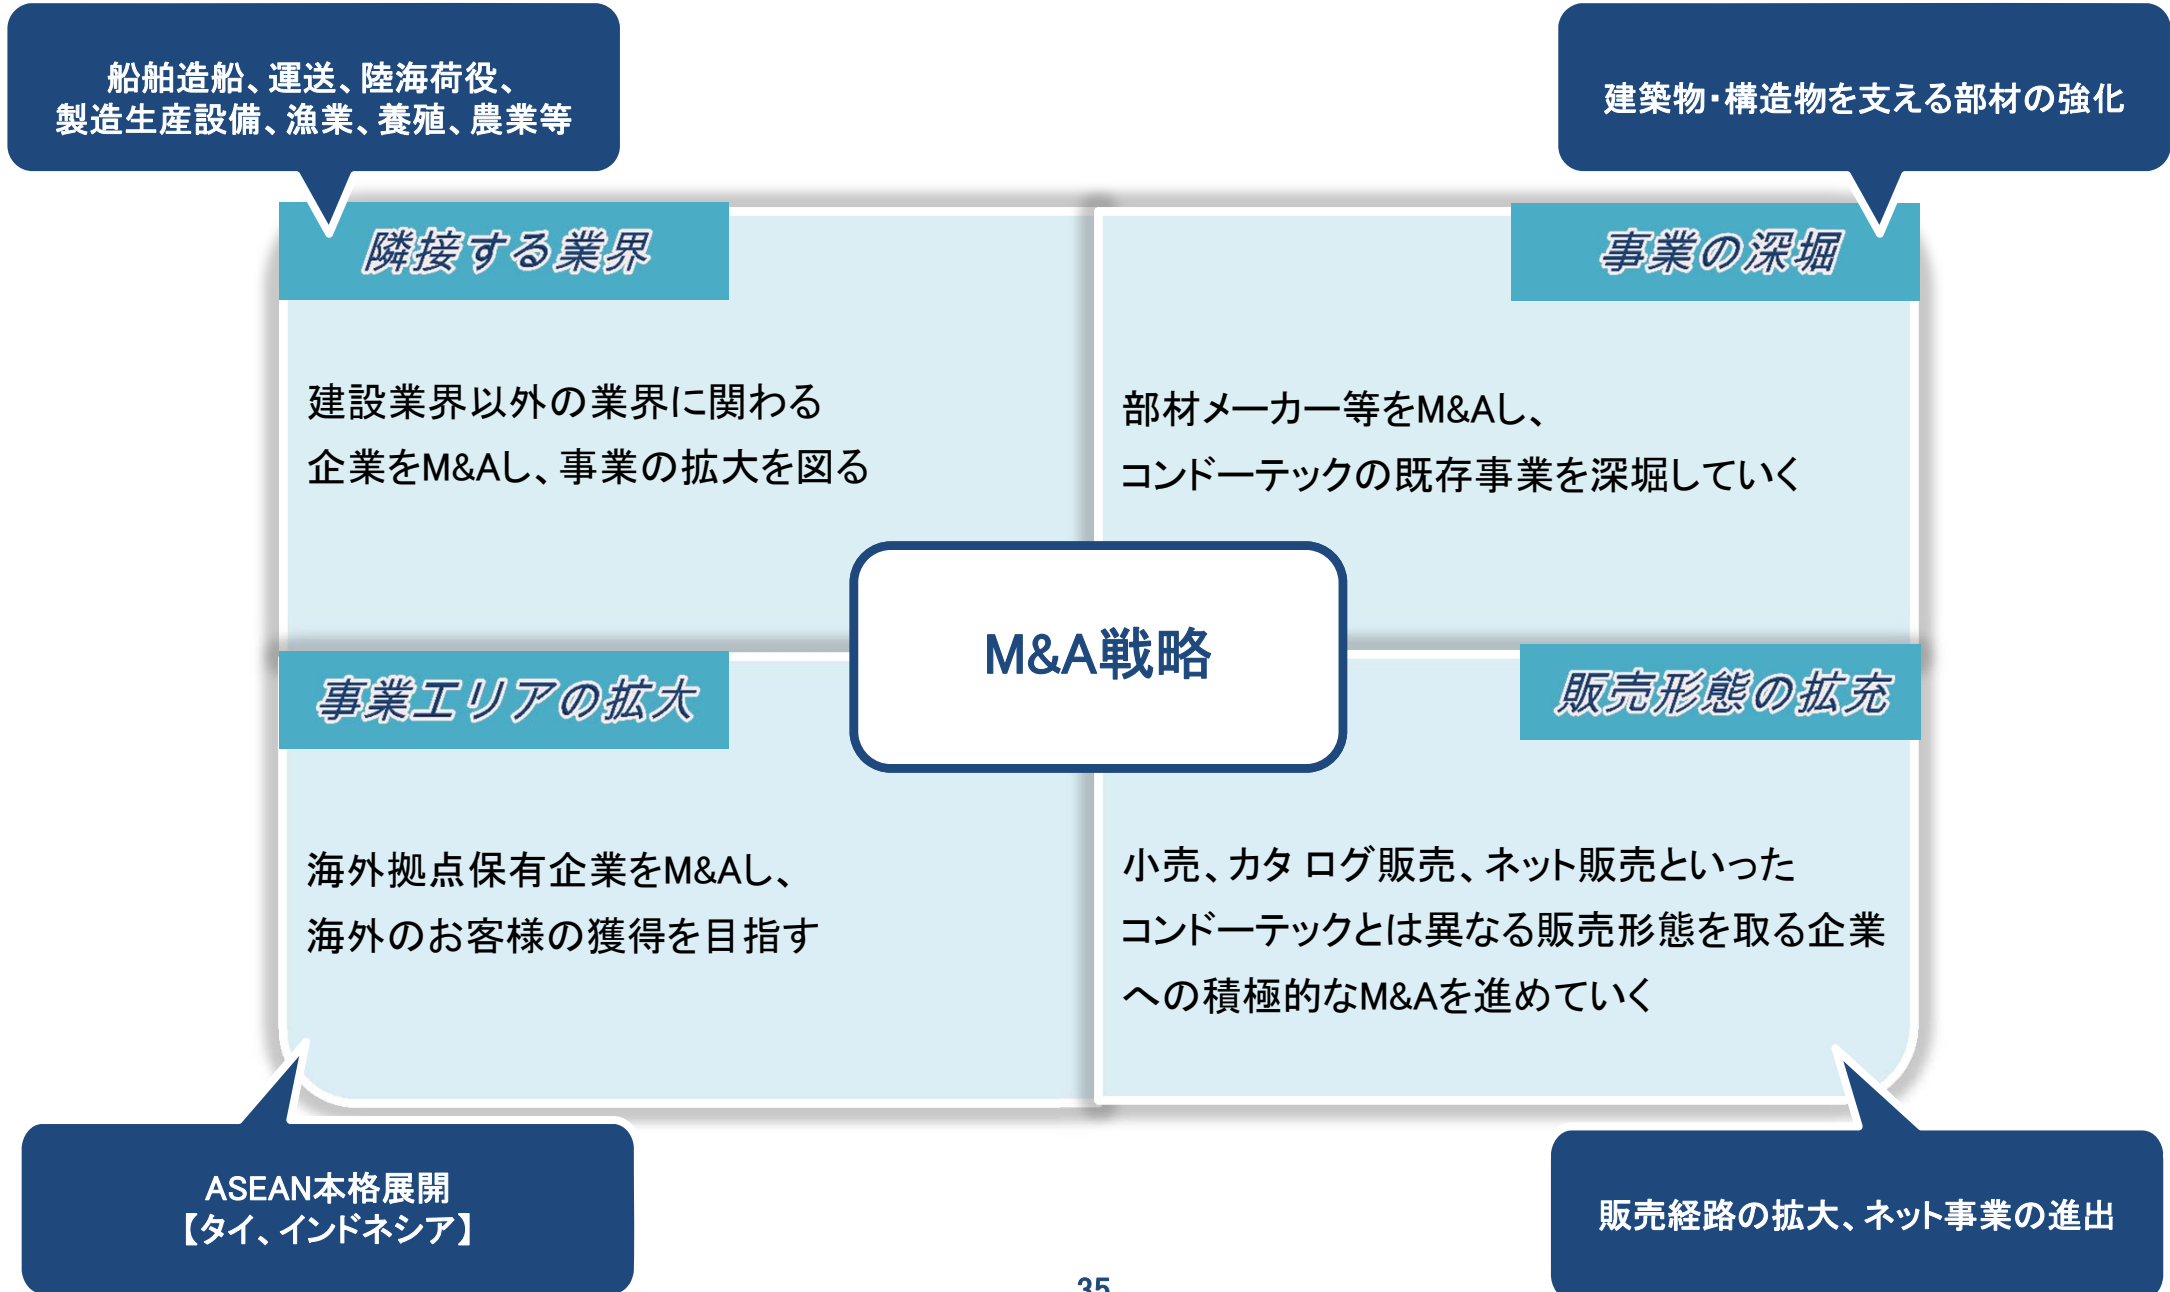 船舶造船、運送、陸海荷役、
製造生産設備、漁業、養殖、農業等
建築物・構造物を支える部材の強化
隣接する業界
建設業界以外の業界に関わる
企業をM&Aし、事業の拡大を図る
事業の深堀
部材メーカー等をM&Aし、
コンドーテックの既存事業を深堀していく
M&A戦略
事業エリアの拡大
海外拠点保有企業をM&Aし、
海外のお客様の獲得を目指す
販売形態の拡充
小売、カタログ販売、ネット販売といった
コンドーテックとは異なる販売形態を取る企業
への積極的なM&Aを進めていく
ASEAN本格展開
【タイ、インドネシア】
販売経路の拡大、ネット事業の進出
35